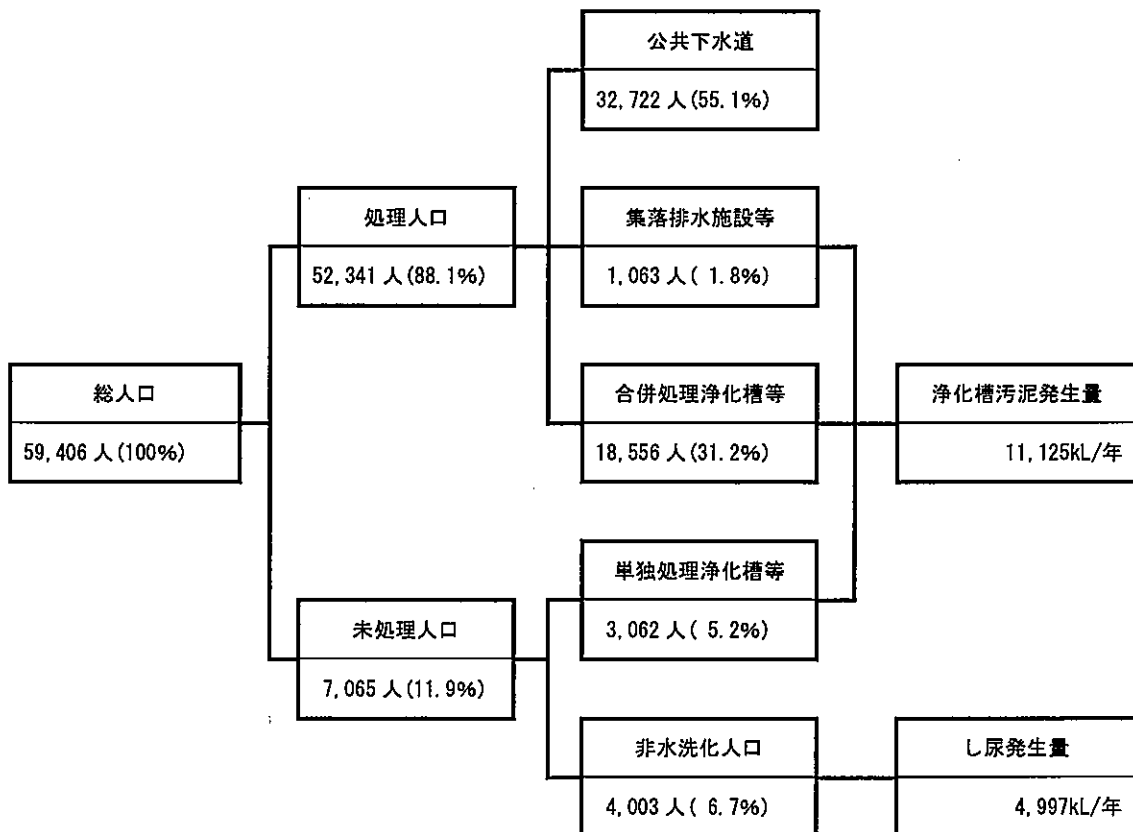 公共下水道
32,722 人(55.1%)
処理人口
52,341 人(88.1%)
集落排水施設等
1,063 人( 1.8%)
総人口
59,406 人(100%)
合併処理浄化槽等
18,556 人(31.2%)
浄化槽汚泥発生量
11,125kL/年
未処理人口
7,065 人(11.9%)
単独処理浄化槽等
3,062 人( 5.2%)
非水洗化人口
4,003 人( 6.7%)
し尿発生量
4,997kL/年